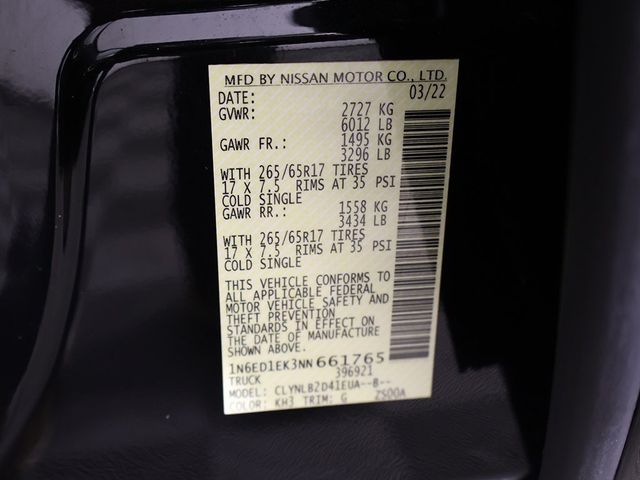 MFD BY NISSAN MOTOR CO., LTD.
DATE: 03/22
GVWR: 2727 KG
6012 LB
GAWR FR.: 1495 KG
3296 LB
WITH 265/65R17 TIRES
17 X 7.5 RIMS AT 35 PSI
COLD SINGLE
GAWR RR.: 1558 KG
3434 LB
WITH 265/65R17 TIRES
17 X 7.5 RIMS AT 35 PSI
COLD SINGLE
THIS VEHICLE CONFORMS TO
ALL APPLICABLE FEDERAL
MOTOR VEHICLE SAFETY AND
THEFT PREVENTION
STANDARDS IN EFFECT ON
THE DATE OF MANUFACTURE
SHOWN ABOVE.
1N6ED1EK3NN661765
TRUCK 396921
MODEL: CLYNLB2D41EUA--B--
COLOR: KH3 TRIM: G 2S00A